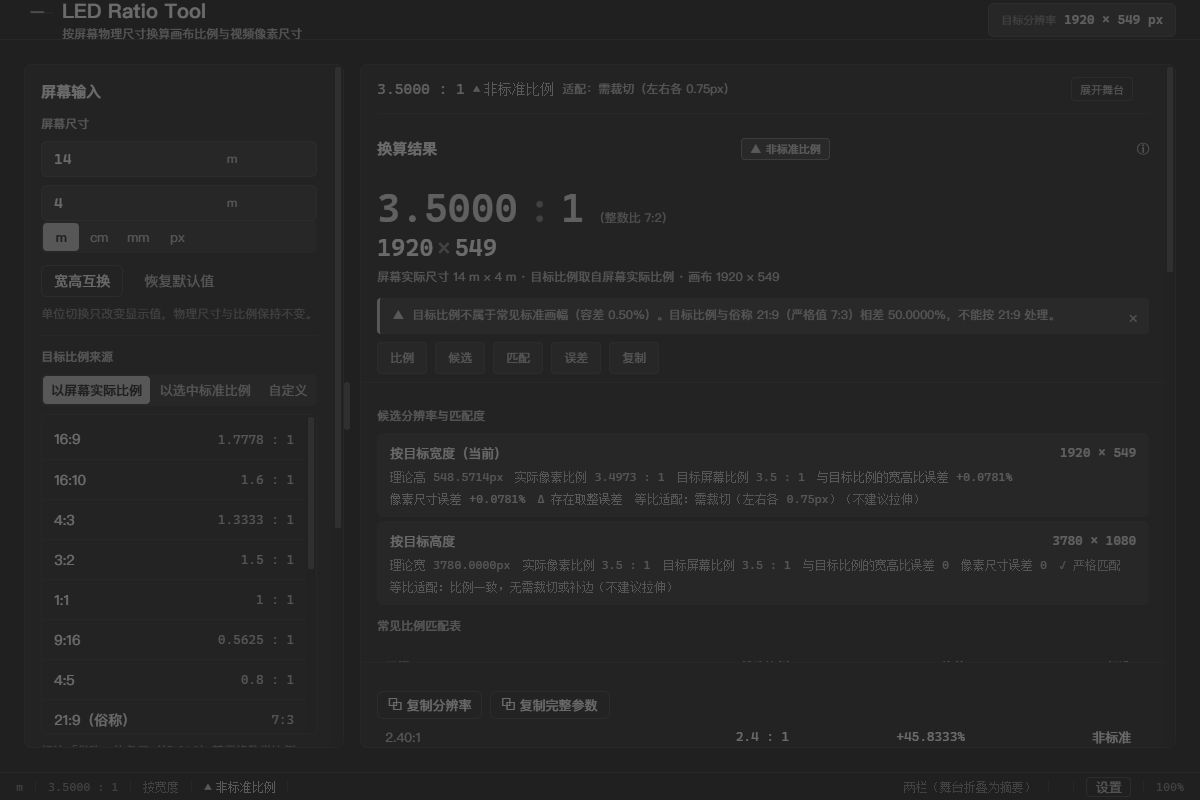 LED Ratio Tool
按屏幕物理尺寸换算画布比例与视频像素尺寸
目标分辨率 1920 × 549 px
屏幕输入
屏幕尺寸
14 m
4 m
m cm mm px
宽高互换 恢复默认值
单位切换只改变显示值，物理尺寸与比例保持不变。
目标比例来源
以屏幕实际比例 以选中标准比例 自定义
16:9 1.7778 : 1
16:10 1.6 : 1
4:3 1.3333 : 1
3:2 1.5 : 1
1:1 1 : 1
9:16 0.5625 : 1
4:5 0.8 : 1
21:9（俗称） 7:3
3.5000 : 1 ▲ 非标准比例 适配：需裁切（左右各 0.75px） 展开舞台
换算结果 ▲ 非标准比例 ⓘ
3.5000 : 1 （整数比 7:2）
1920×549
屏幕实际尺寸 14 m x 4 m · 目标比例取自屏幕实际比例 · 画布 1920 × 549
▲ 目标比例不属于常见标准画幅（容差 0.50%）。目标比例与俗称 21:9（严格值 7:3）相差 50.0000%，不能按 21:9 处理。 ×
比例 候选 匹配 误差 复制
候选分辨率与匹配度
按目标宽度（当前） 1920 × 549
理论高 548.5714px 实际像素比例 3.4973 : 1 目标屏幕比例 3.5 : 1 与目标比例的宽高比误差 +0.0781%
像素尺寸误差 +0.0781% Δ 存在取整误差 等比适配：需裁切（左右各 0.75px）（不建议拉伸）
按目标高度 3780 × 1080
理论宽 3780.0000px 实际像素比例 3.5 : 1 目标屏幕比例 3.5 : 1 与目标比例的宽高比误差 0 像素尺寸误差 0 ✓ 严格匹配
等比适配：比例一致，无需裁切或补边（不建议拉伸）
常见比例匹配表
复制分辨率 复制完整参数
2.40:1 2.4 : 1 +45.8333% 非标准
m 3.5000 : 1 按宽度 ▲ 非标准比例 两栏（舞台折叠为摘要） 设置 100%